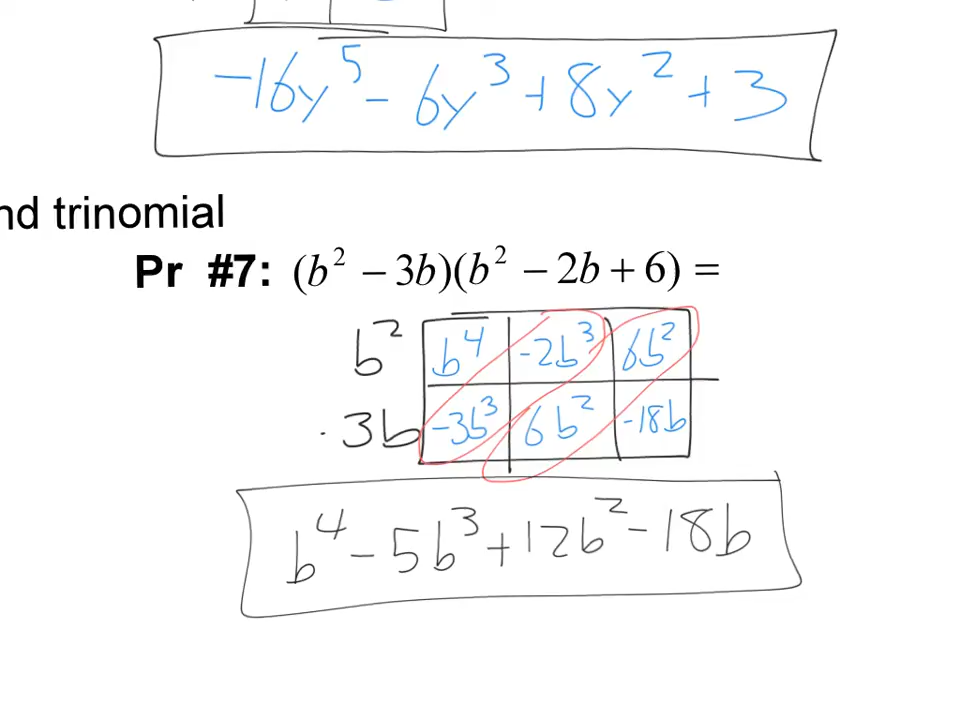 -16y⁵ - 6y³ + 8y² + 3
nd trinomial
Pr #7: (b² − 3b)(b² − 2b + 6) =
b² b⁴ -2b³ 6b²
-3b -3b³ 6b² -18b
b⁴ - 5b³ + 12b² - 18b